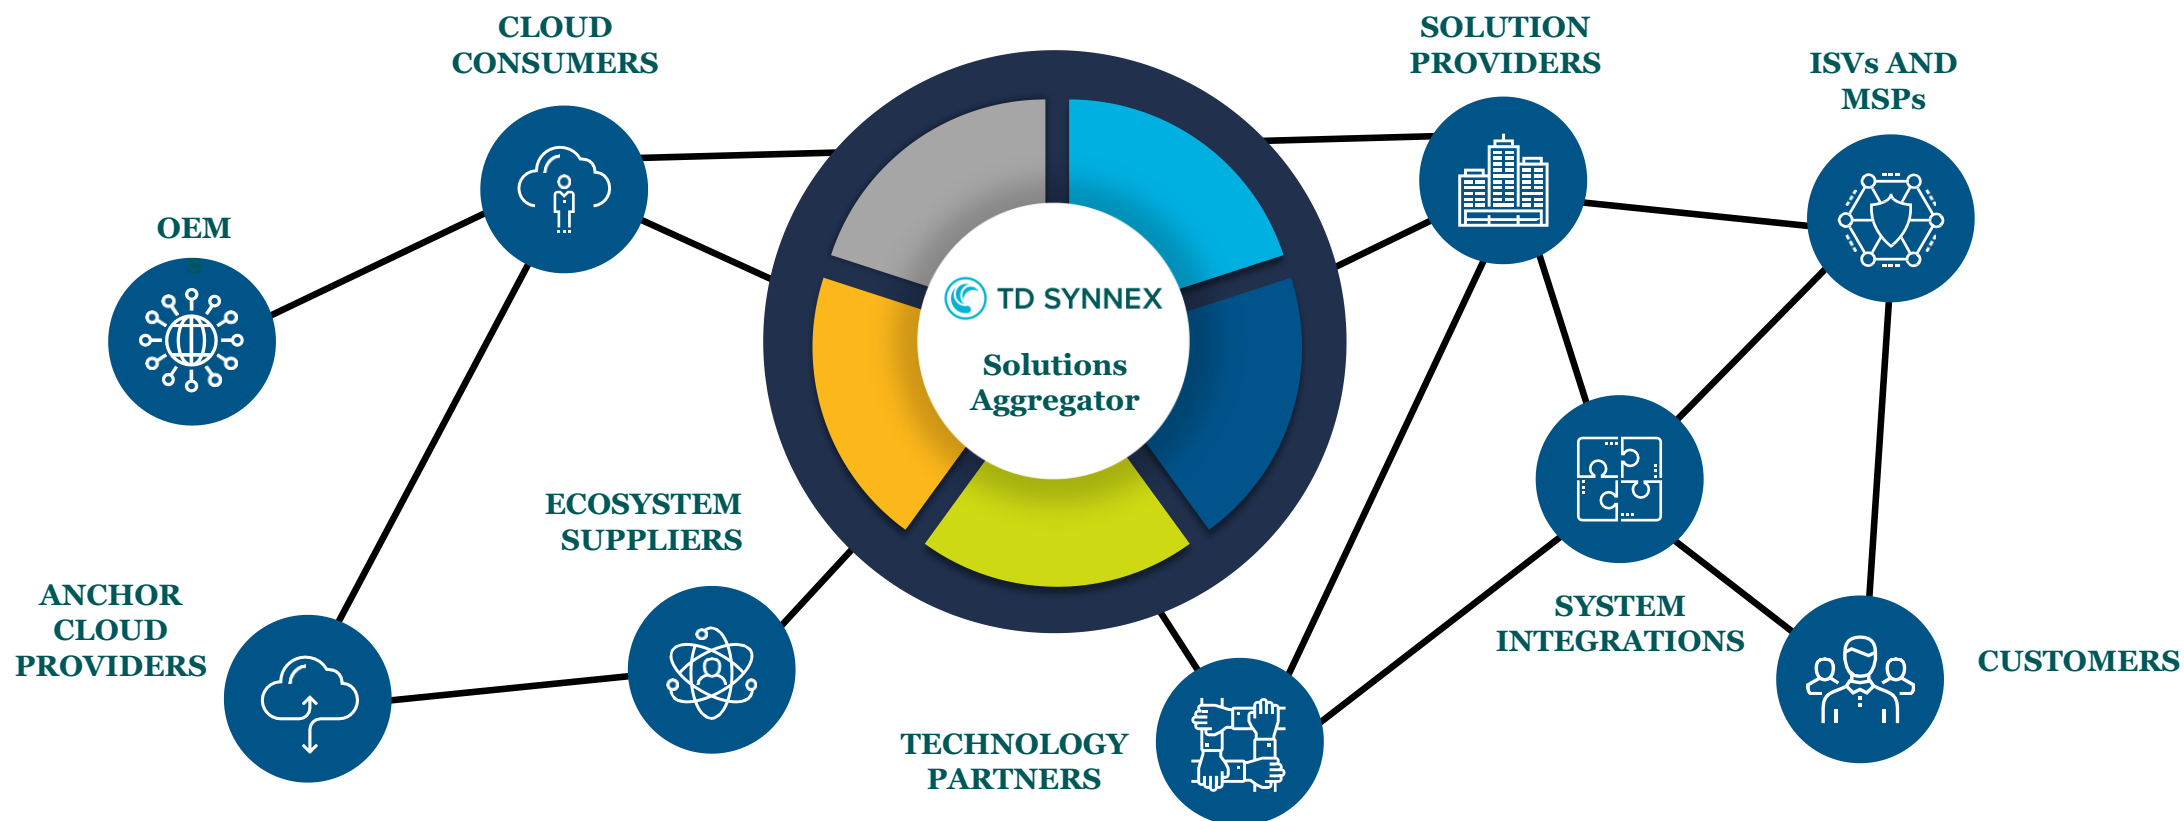 CLOUD
CONSUMERS
SOLUTION
PROVIDERS
ISVs AND
MSPs
OEM
s
TD SYNNEX
Solutions
Aggregator
ECOSYSTEM
SUPPLIERS
ANCHOR
CLOUD
PROVIDERS
SYSTEM
INTEGRATIONS
CUSTOMERS
TECHNOLOGY
PARTNERS